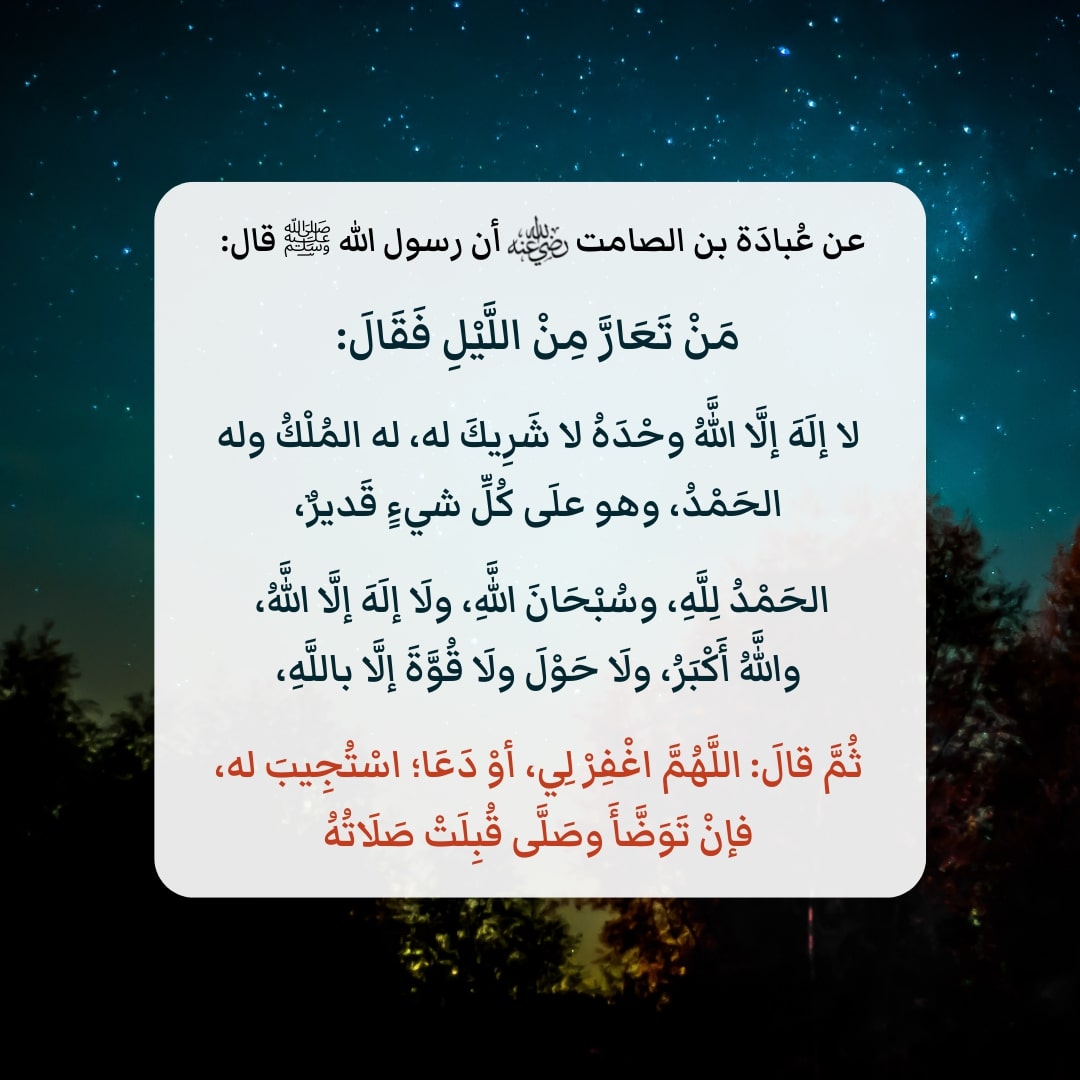 عن عُبادَة بن الصامت رضي الله عنه أن رسول الله ﷺ قال:
مَنْ تَعَارَّ مِنْ اللَّيْلِ فَقَالَ:
لا إلَهَ إلَّا اللَّهُ وحْدَهُ لا شَرِيكَ له، له المُلْكُ وله
الحَمْدُ، وهو علَى كُلِّ شيءٍ قَديرٌ،
الحَمْدُ لِلَّهِ، وسُبْحَانَ اللَّهِ، ولَا إلَهَ إلَّا اللَّهُ،
واللَّهُ أَكْبَرُ، ولَا حَوْلَ ولَا قُوَّةَ إلَّا باللَّهِ،
ثُمَّ قالَ: اللَّهُمَّ اغْفِرْ لِي، أوْ دَعَا؛ اسْتُجِيبَ له،
فإنْ تَوَضَّأَ وصَلَّى قُبِلَتْ صَلَاتُهُ